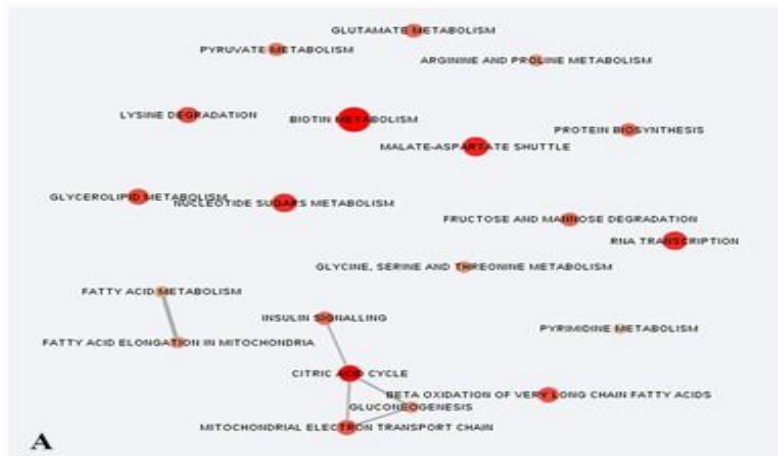 GLUTAMATE METABOLISM
PYRUVATE METABOLISM
ARGININE AND PROLINE METABOLISM
LYSINE DEGRADATION
BIOTIN METABOLISM
PROTEIN BIOSYNTHESIS
MALATE-ASPARTATE SHUTTLE
GLYCEROLIPID METABOLISM
NUCLEOTIDE SUGARS METABOLISM
FRUCTOSE AND MANNOSE DEGRADATION
RNA TRANSCRIPTION
GLYCINE, SERINE AND THREONINE METABOLISM
FATTY ACID METABOLISM
INSULIN SIGNALLING
PYRIMIDINE METABOLISM
FATTY ACID ELONGATION IN MITOCHONDRIA
CITRIC ACID CYCLE
BETA OXIDATION OF VERY LONG CHAIN FATTY ACIDS
GLUCONEOGENESIS
MITOCHONDRIAL ELECTRON TRANSPORT CHAIN
A